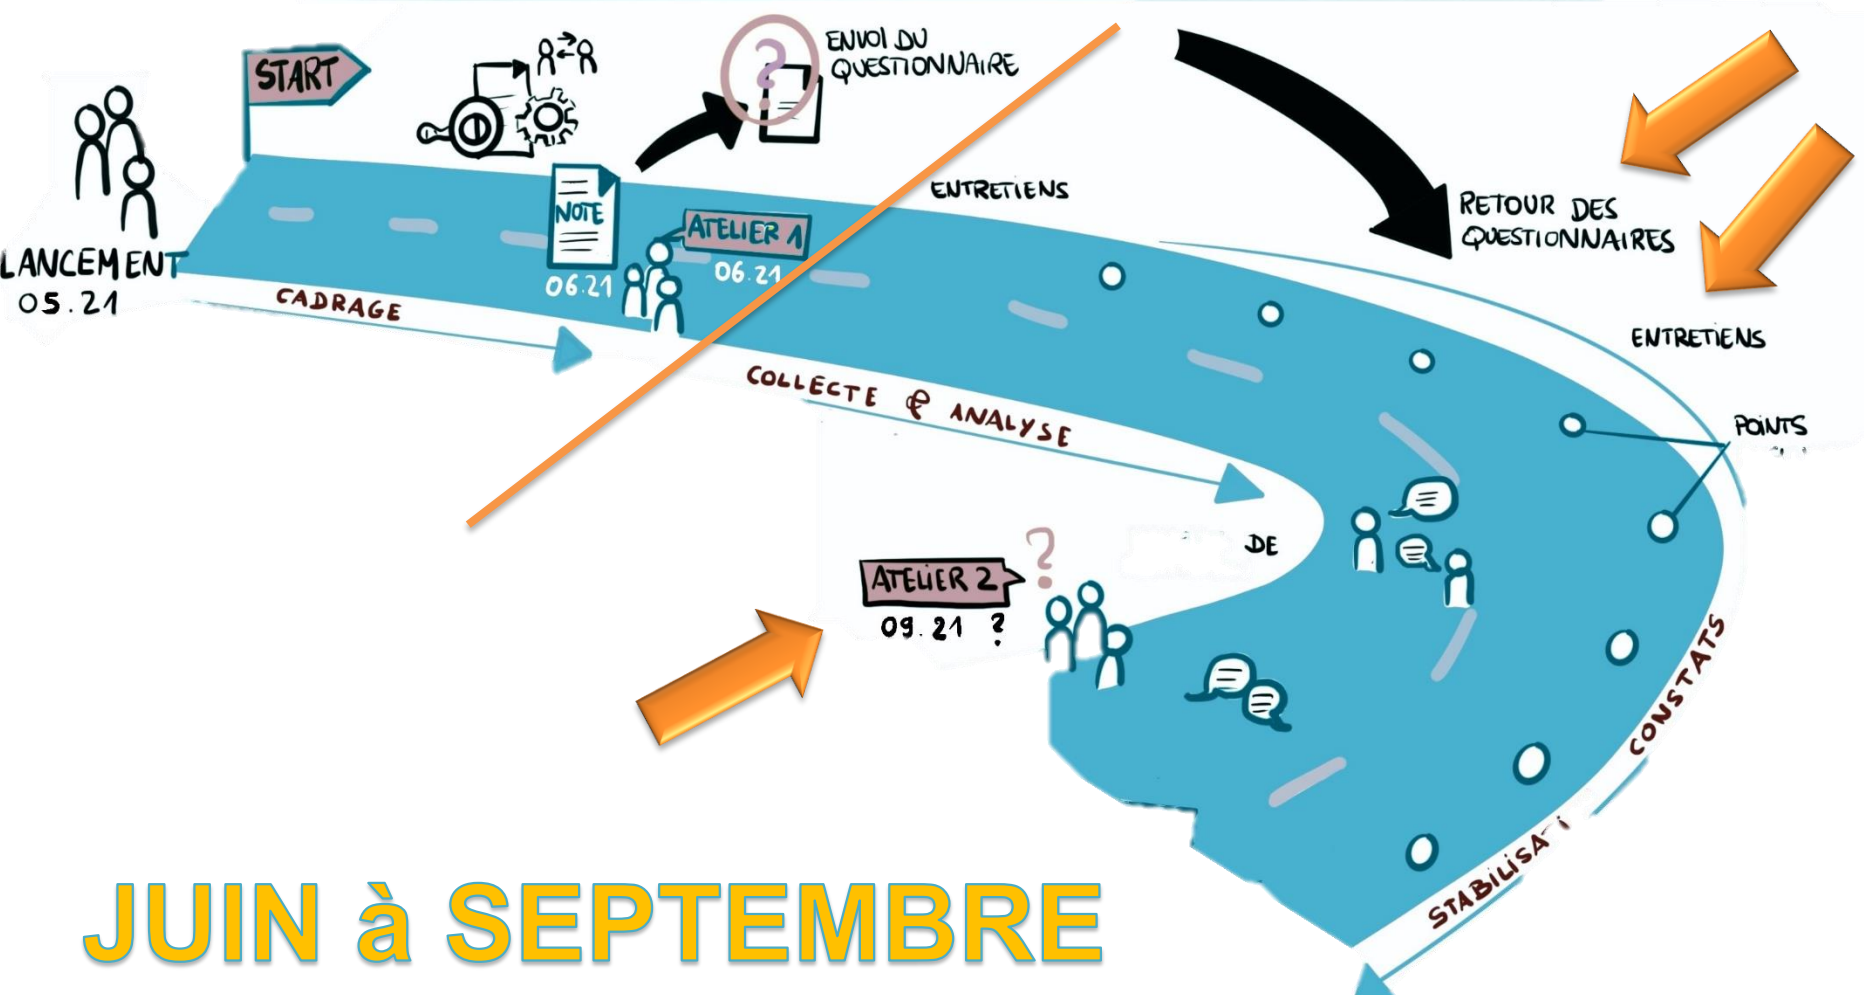 START
ENVOI DU
QUESTIONNAIRE
LANCEMENT
05.21
NOTE
06.21
ATELIER 1
06.21
ENTRETIENS
RETOUR DES
QUESTIONNAIRES
CADRAGE
ENTRETIENS
COLLECTE & ANALYSE
POINTS
DE
ATELIER 2
09.21 ?
?
?
CONSTATS
STABILISATI
JUIN à SEPTEMBRE